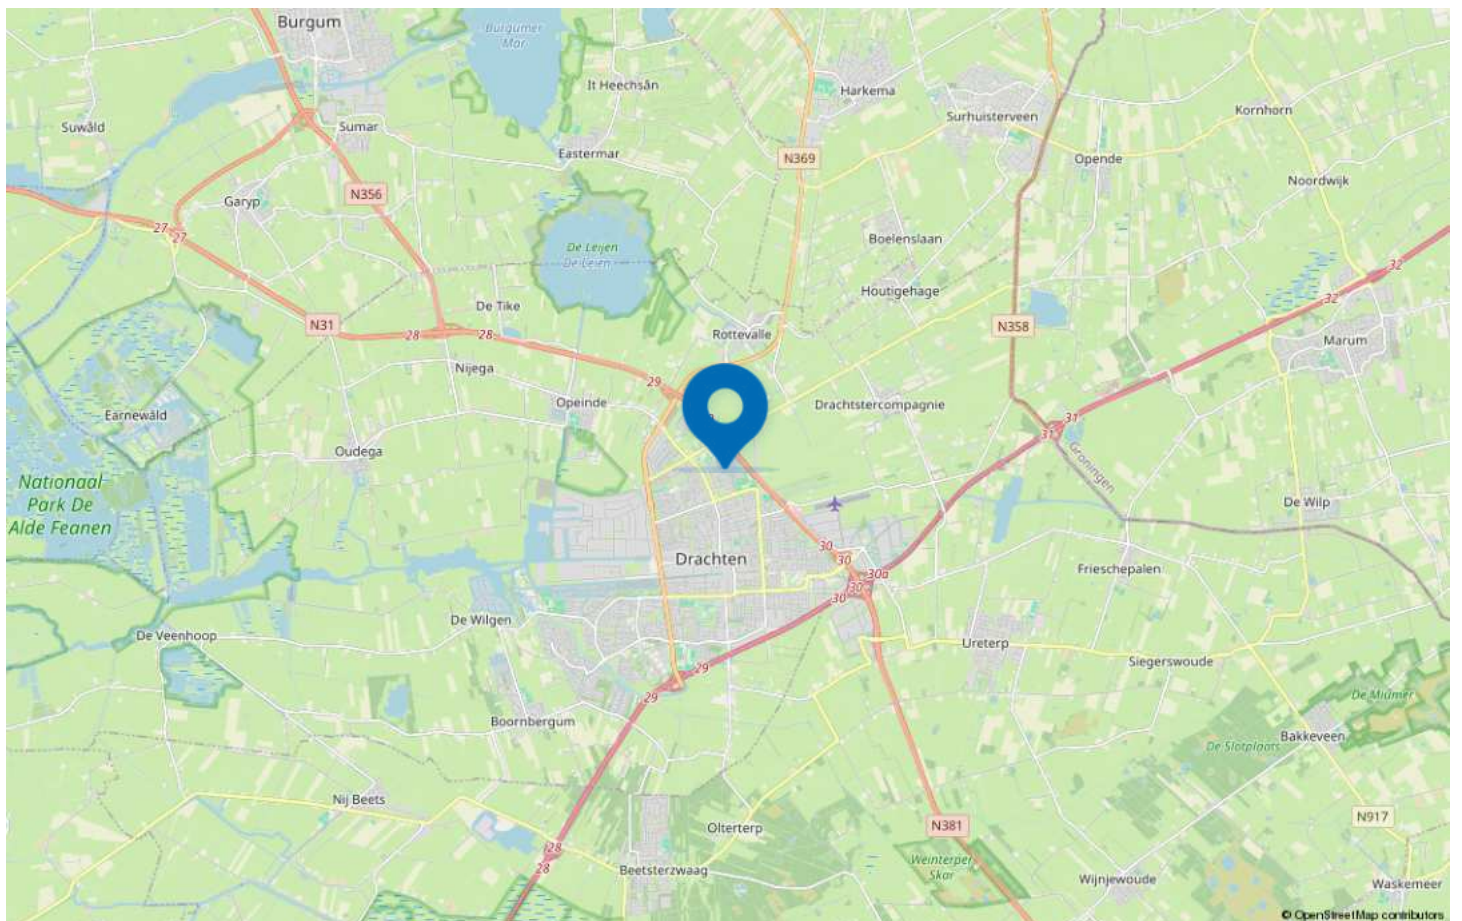 Burgum
Burgumer
Mar
It Heechsân
Harkema
Surhuisterveen
Kornhorn
Suwâld
Sumar
Eastermar
N369
Opende
Noordwijk
N356
Garyp
27
27
De Leijen
De Leien
Boelenslaan
32
De Tike
Houtigehage
32
N31
28
28
Rottevalle
N358
Marum
Nijega
29
Opeinde
Drachtstercompagnie
Earnewâld
31
31
Oudega
Groningen
Nationaal
Park De
Alde Feanen
De Wilp
Drachten
30
30
30a
30
30
Frieschepalen
De Wilgen
De Veenhoop
Ureterp
Siegerswoude
29
29
De Mıúmer
Boornbergum
De Slotplaats
Bakkeveen
Nij Beets
N917
Olterterp
N381
28
28
Beetsterzwaag
Weinterper
Skar
Wijnjewoude
Waskemeer
© OpenStreetMap contributors